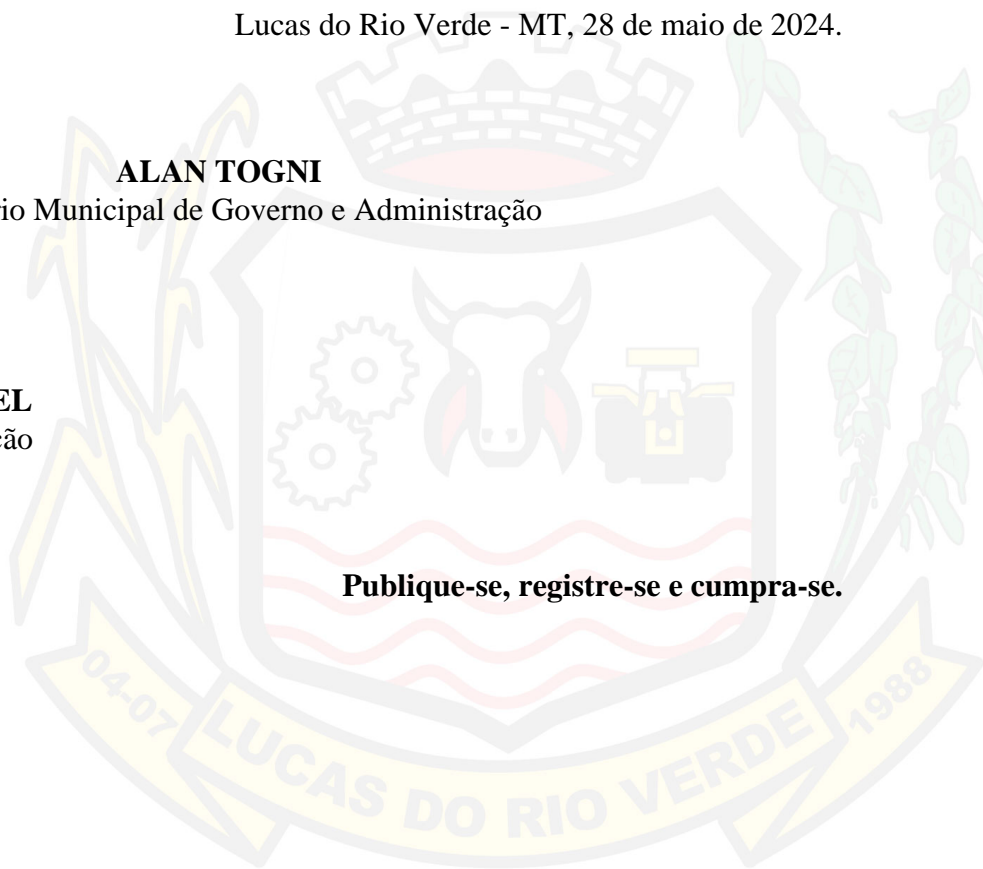 Lucas do Rio Verde - MT, 28 de maio de 2024.
ALAN TOGNI
rio Municipal de Governo e Administração
EL
ção
Publique-se, registre-se e cumpra-se.
04-07 LUCAS DO RIO VERDE 1988